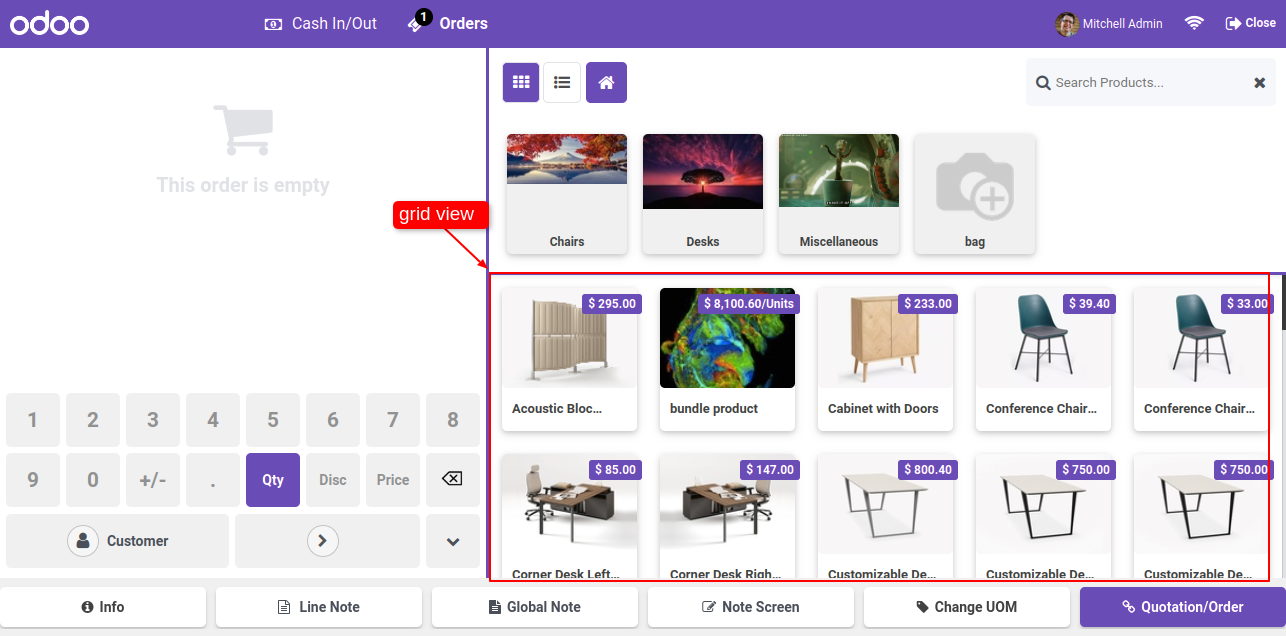 odoo
Cash In/Out
1
Orders
Mitchell Admin
Close
Search Products...
This order is empty
grid view
Chairs
Desks
Miscellaneous
bag
$ 295.00
$ 8,100.60/Units
$ 233.00
$ 39.40
$ 33.00
Acoustic Bloc...
bundle product
Cabinet with Doors
Conference Chair...
Conference Chair...
1 2 3 4 5 6 7 8
9 0 +/- . Qty Disc Price
$ 85.00
$ 147.00
$ 800.40
$ 750.00
$ 750.00
Customer
Corner Desk Left...
Corner Desk Righ...
Customizable De...
Customizable De...
Customizable De...
Info
Line Note
Global Note
Note Screen
Change UOM
Quotation/Order